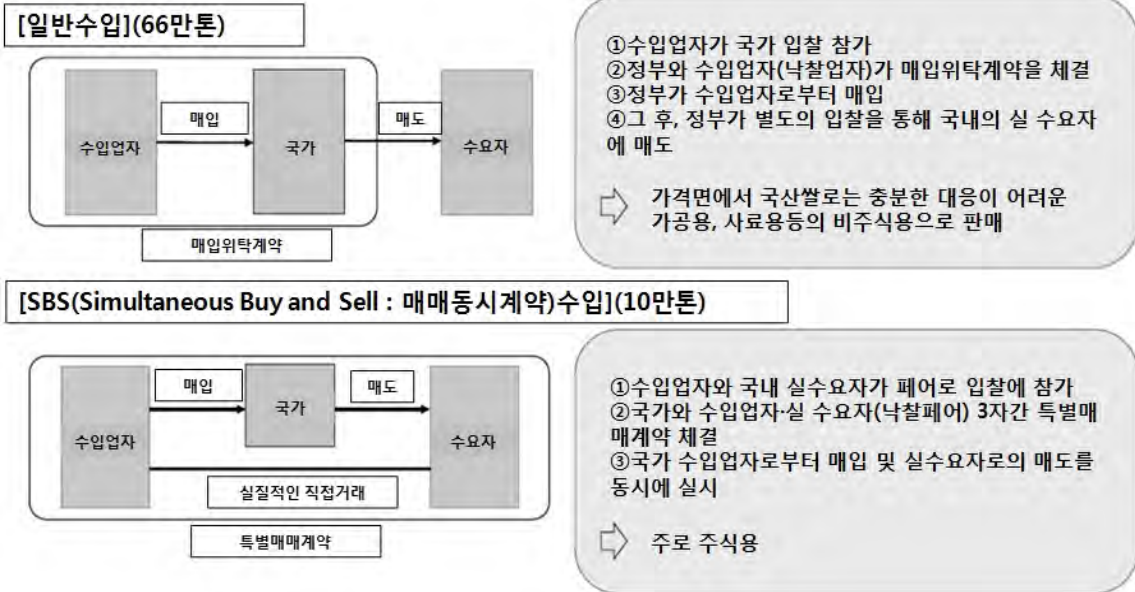 [일반수입](66만톤)
수입업자
매입
국가
매도
수요자
매입위탁계약
①수입업자가 국가 입찰 참가
②정부와 수입업자(낙찰업자)가 매입위탁계약을 체결
③정부가 수입업자로부터 매입
④그 후, 정부가 별도의 입찰을 통해 국내의 실 수요자
에 매도
가격면에서 국산쌀로는 충분한 대응이 어려운
가공용, 사료용등의 비주식용으로 판매
[SBS(Simultaneous Buy and Sell : 매매동시계약)수입](10만톤)
수입업자
매입
국가
매도
수요자
실질적인 직접거래
특별매매계약
①수입업자와 국내 실수요자가 페어로 입찰에 참가
②국가와 수입업자·실 수요자(낙찰페어) 3자간 특별매
매계약 체결
③국가 수입업자로부터 매입 및 실수요자로의 매도를
동시에 실시
주로 주식용